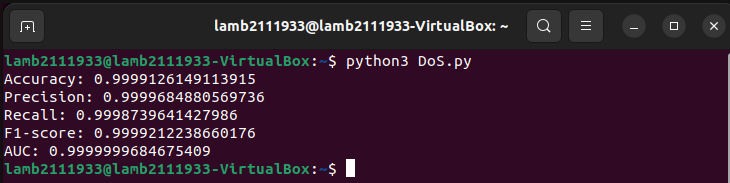 lamb2111933@lamb2111933-VirtualBox: ~
lamb2111933@lamb2111933-VirtualBox:~$ python3 DoS.py
Accuracy: 0.9999126149113915
Precision: 0.9999684880569736
Recall: 0.9998739641427986
F1-score: 0.9999212238660176
AUC: 0.9999999684675409
lamb2111933@lamb2111933-VirtualBox:~$